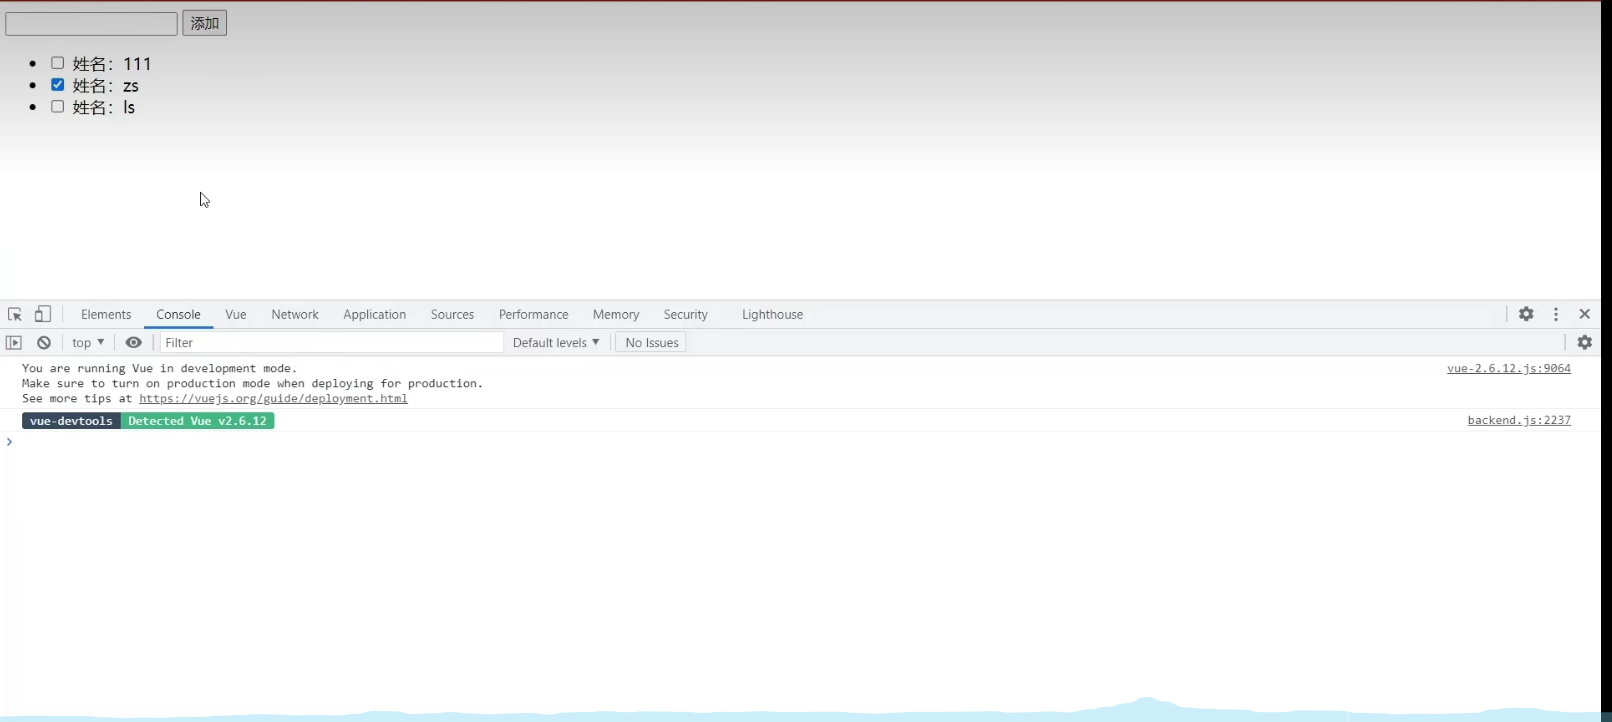 添加
姓名：111
姓名：zs
姓名：ls
Elements Console Vue Network Application Sources Performance Memory Security Lighthouse
top Filter Default levels No Issues
You are running Vue in development mode. vue-2.6.12.js:9064
Make sure to turn on production mode when deploying for production.
See more tips at https://vuejs.org/guide/deployment.html
vue-devtools Detected Vue v2.6.12 backend.js:2237